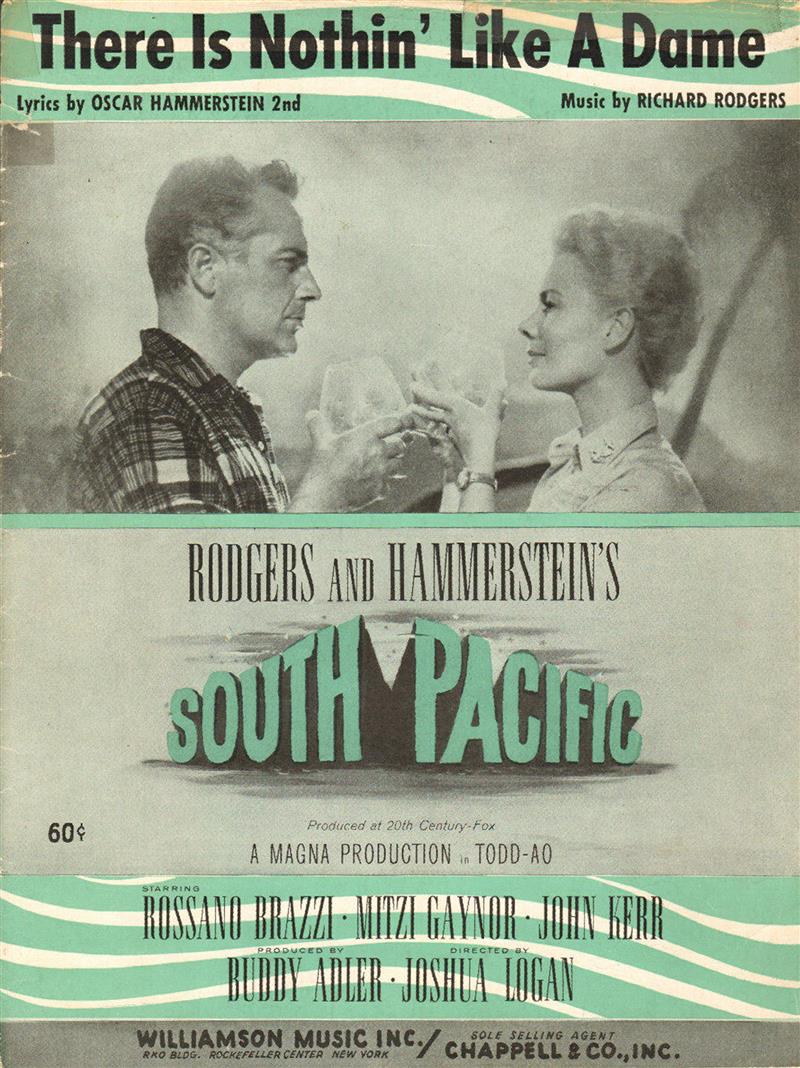 There Is Nothin' Like A Dame
Lyrics by OSCAR HAMMERSTEIN 2nd
Music by RICHARD RODGERS
RODGERS AND HAMMERSTEIN'S
SOUTH PACIFIC
60¢
Produced at 20th Century-Fox
A MAGNA PRODUCTION in TODD-AO
STARRING
ROSSANO BRAZZI · MITZI GAYNOR · JOHN KERR
PRODUCED BY DIRECTED BY
BUDDY ADLER · JOSHUA LOGAN
WILLIAMSON MUSIC INC./
RKO BLDG. ROCKEFELLER CENTER NEW YORK
SOLE SELLING AGENT
CHAPPELL & CO., INC.